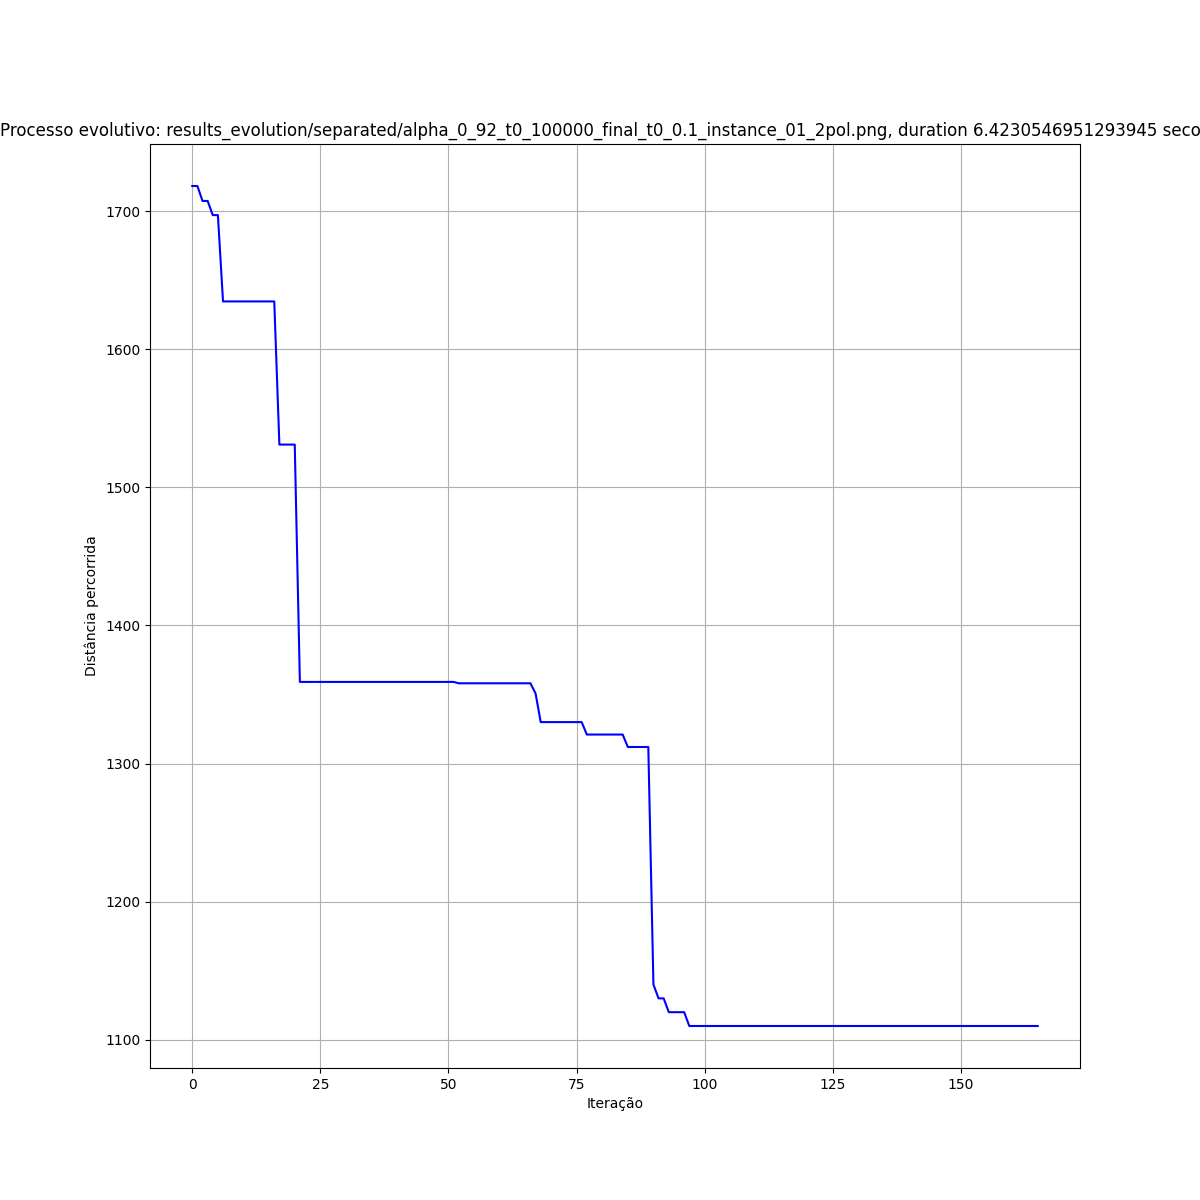 Processo evolutivo: results_evolution/separated/alpha_0_92_t0_100000_final_t0_0.1_instance_01_2pol.png, duration 6.4230546951293945 seco
1700
1600
1500
1400
1300
1200
1100
Distância percorrida
0 25 50 75 100 125 150
Iteração